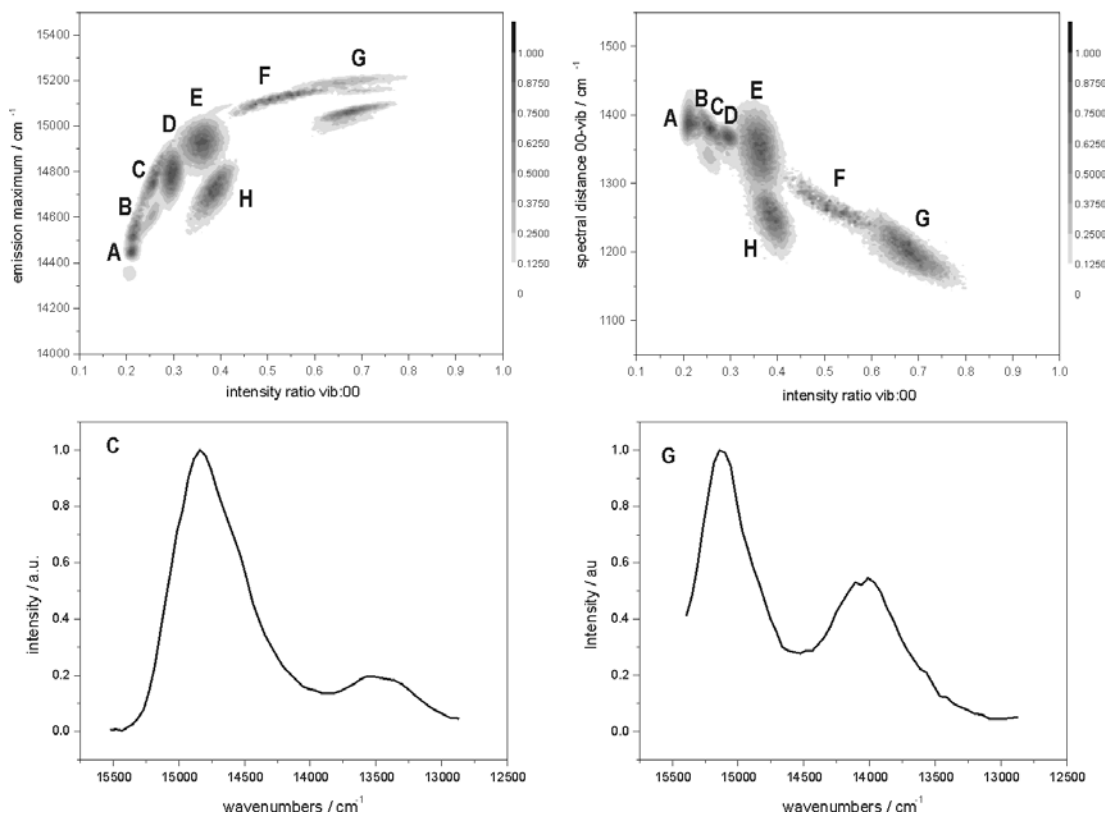 15400
15200
15000
14800
14600
14400
14200
14000
emission maximum / cm -1
0.1 0.2 0.3 0.4 0.5 0.6 0.7 0.8 0.9 1.0
intensity ratio vib:00
A
B
C
D
E
F
G
H
1.000
0.8750
0.7500
0.6250
0.5000
0.3750
0.2500
0.1250
0
1500
1400
1300
1200
1100
spectral distance 00-vib / cm -1
0.1 0.2 0.3 0.4 0.5 0.6 0.7 0.8 0.9 1.0
intensity ratio vib:00
A
B
C
D
E
F
G
H
1.000
0.8750
0.7500
0.6250
0.5000
0.3750
0.2500
0.1250
0
C
1.0
0.8
0.6
0.4
0.2
0.0
intensity / a.u.
15500 15000 14500 14000 13500 13000 12500
wavenumbers / cm-1
G
1.0
0.8
0.6
0.4
0.2
0.0
Intensity / au
15500 15000 14500 14000 13500 13000 12500
wavenumbers / cm-1